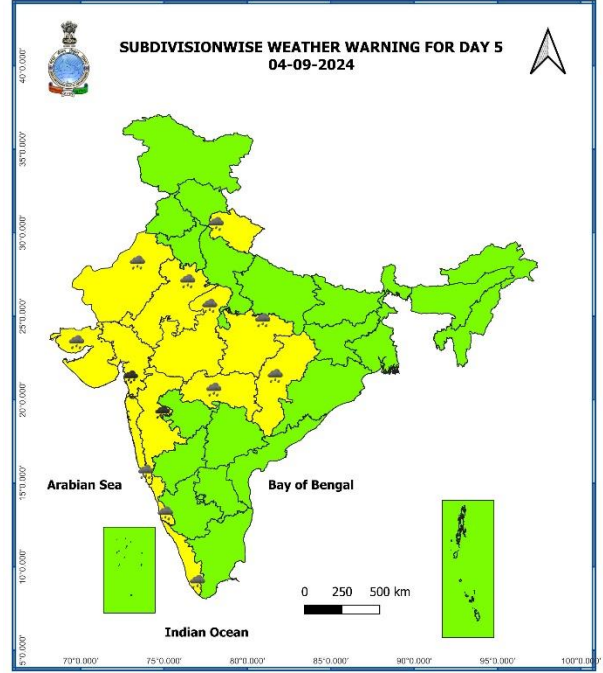 SUBDIVISIONWISE WEATHER WARNING FOR DAY 5
04-09-2024
40°0.000'
35°0.000'
30°0.000'
25°0.000'
20°0.000'
15°0.000'
10°0.000'
5°0.000'
Arabian Sea
Bay of Bengal
0 250 500 km
Indian Ocean
70°0.000' 75°0.000' 80°0.000' 85°0.000' 90°0.000' 95°0.000' 100°0.000'